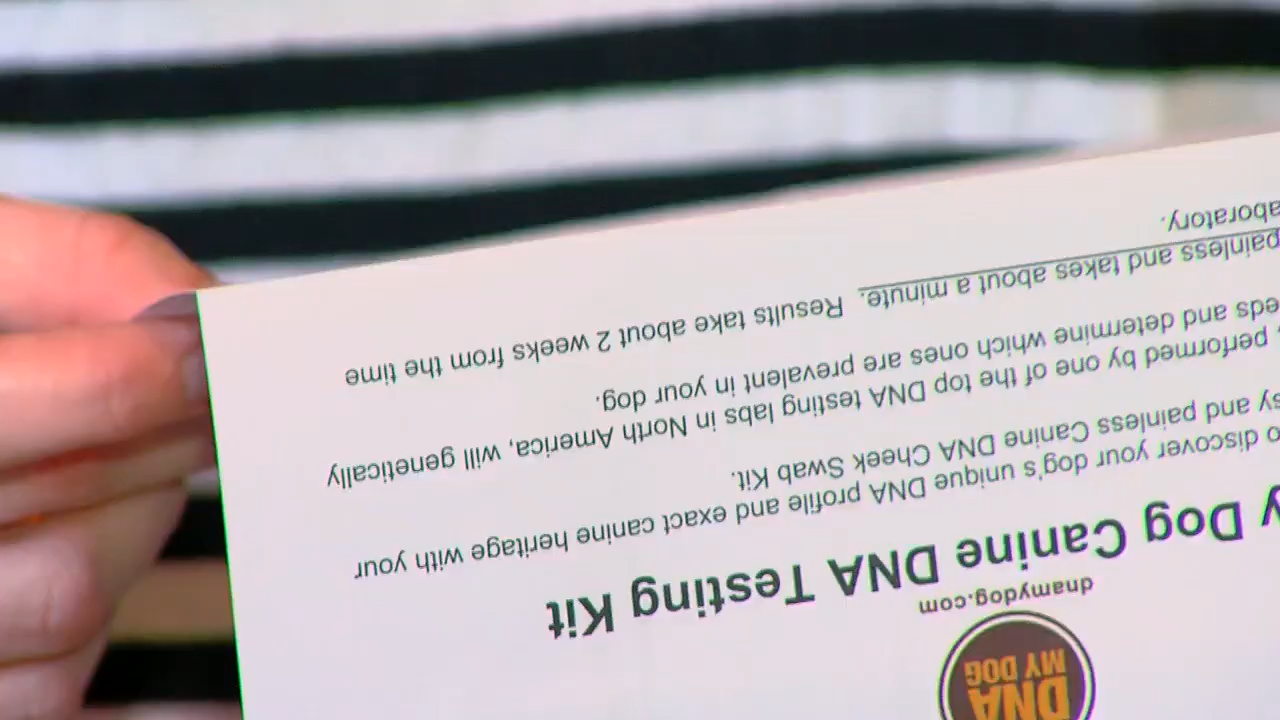 DNA
MY DOG
dnamydog.com
y Dog Canine DNA Testing Kit
o discover your dog's unique DNA profile and exact canine heritage with your
sy and painless Canine DNA Cheek Swab Kit.
performed by one of the top DNA testing labs in North America, will genetically
eds and determine which ones are prevalent in your dog.
painless and takes about a minute. Results take about 2 weeks from the time
aboratory.